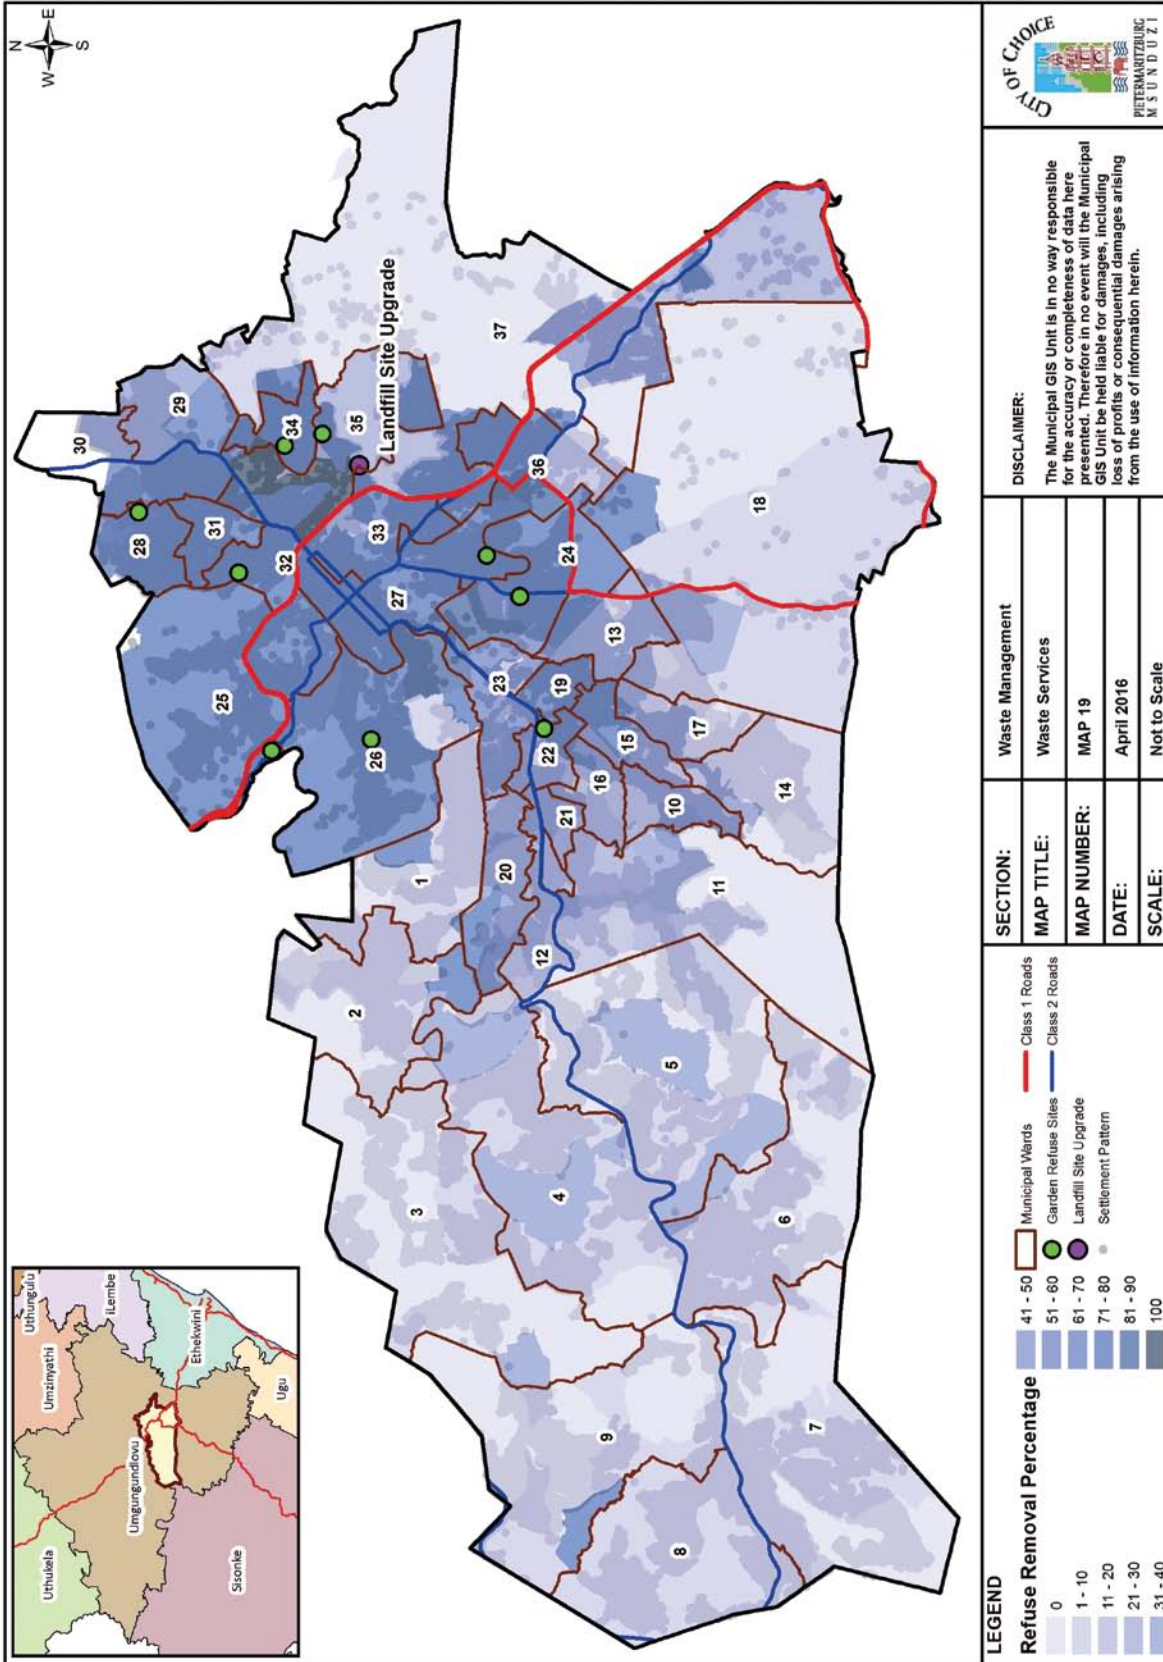 N
W
E
S
Uthukela
Umzinyathi
Uthungulu
iLembe
Umgungundlovu
Ethekwini
Sisonke
Ugu
30
29
28
31
34
35
Landfill Site Upgrade
32
33
25
27
37
26
36
24
23
22
19
13
18
1
20
21
16
15
17
10
14
2
12
11
3
4
5
6
9
8
7
LEGEND
Refuse Removal Percentage
0
1 - 10
11 - 20
21 - 30
31 - 40
41 - 50
51 - 60
61 - 70
71 - 80
81 - 90
100
Municipal Wards
Garden Refuse Sites
Landfill Site Upgrade
Settlement Pattern
Class 1 Roads
Class 2 Roads
SECTION: Waste Management
MAP TITLE: Waste Services
MAP NUMBER: MAP 19
DATE: April 2016
SCALE: Not to Scale
DISCLAIMER:
The Municipal GIS Unit is in no way responsible
for the accuracy or completeness of data here
presented. Therefore in no event will the Municipal
GIS Unit be held liable for damages, including
loss of profits or consequential damages arising
from the use of information herein.
CITY OF CHOICE
PIETERMARITZBURG
MSUNDUZI